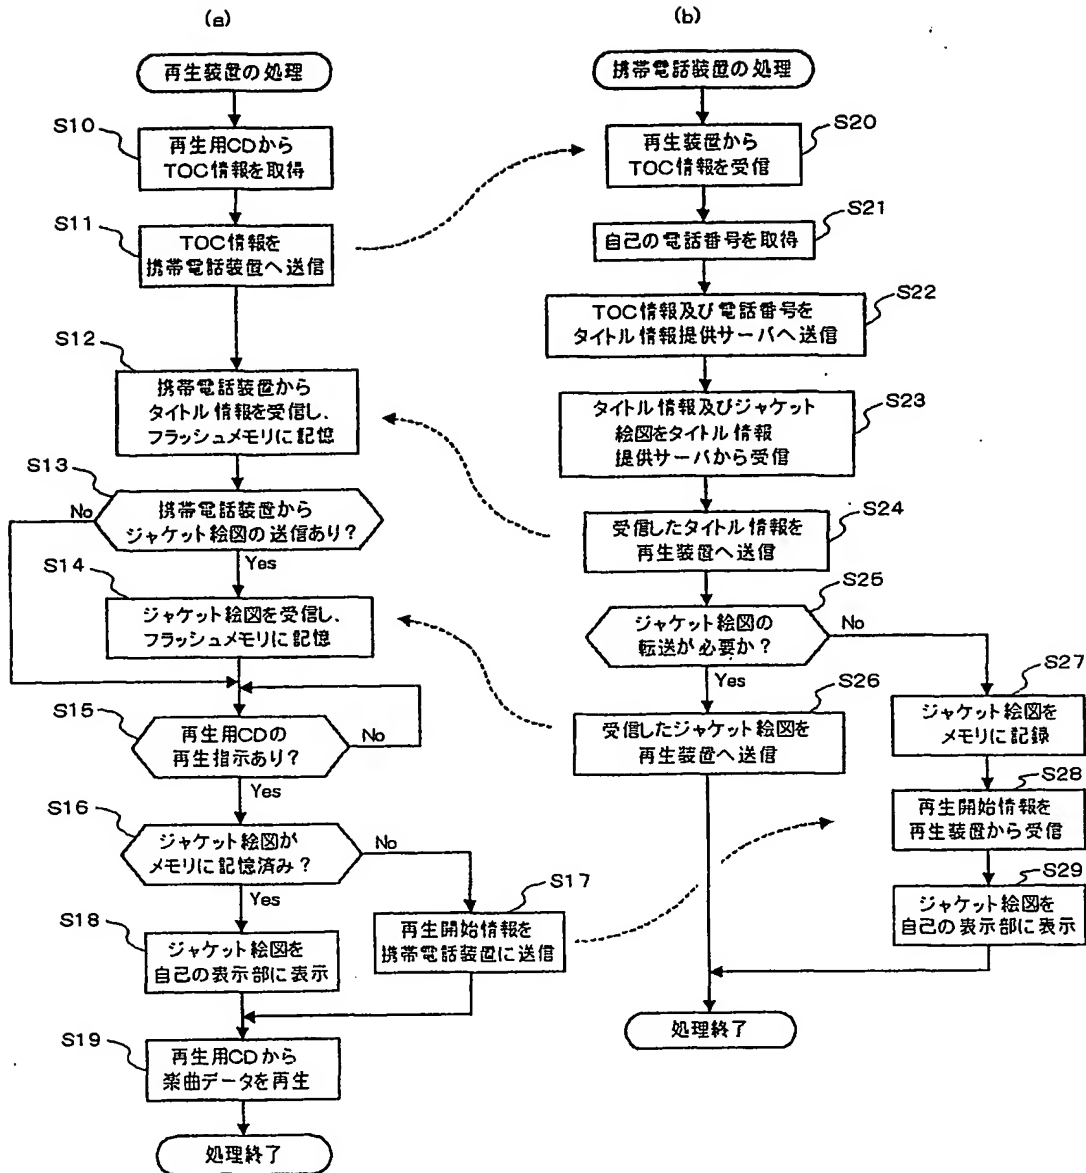 (a)
再生装置の処理
S10
再生用CDから
TOC情報を取得
S11
TOC情報を
携帯電話装置へ送信
S12
携帯電話装置から
タイトル情報を受信し、
フラッシュメモリに記憶
S13
携帯電話装置から
ジャケット絵図の送信あり?
No
Yes
S14
ジャケット絵図を受信し、
フラッシュメモリに記憶
S15
再生用CDの
再生指示あり?
No
Yes
S16
ジャケット絵図が
メモリに記憶済み?
No
Yes
S17
再生開始情報を
携帯電話装置に送信
S18
ジャケット絵図を
自己の表示部に表示
S19
再生用CDから
楽曲データを再生
処理終了
(b)
携帯電話装置の処理
S20
再生装置から
TOC情報を受信
S21
自己の電話番号を取得
S22
TOC情報及び電話番号を
タイトル情報提供サーバへ送信
S23
タイトル情報及びジャケット
絵図をタイトル情報
提供サーバから受信
S24
受信したタイトル情報を
再生装置へ送信
S25
ジャケット絵図の
転送が必要か?
No
Yes
S26
受信したジャケット絵図を
再生装置へ送信
S27
ジャケット絵図を
メモリに記録
S28
再生開始情報を
再生装置から受信
S29
ジャケット絵図を
自己の表示部に表示
処理終了